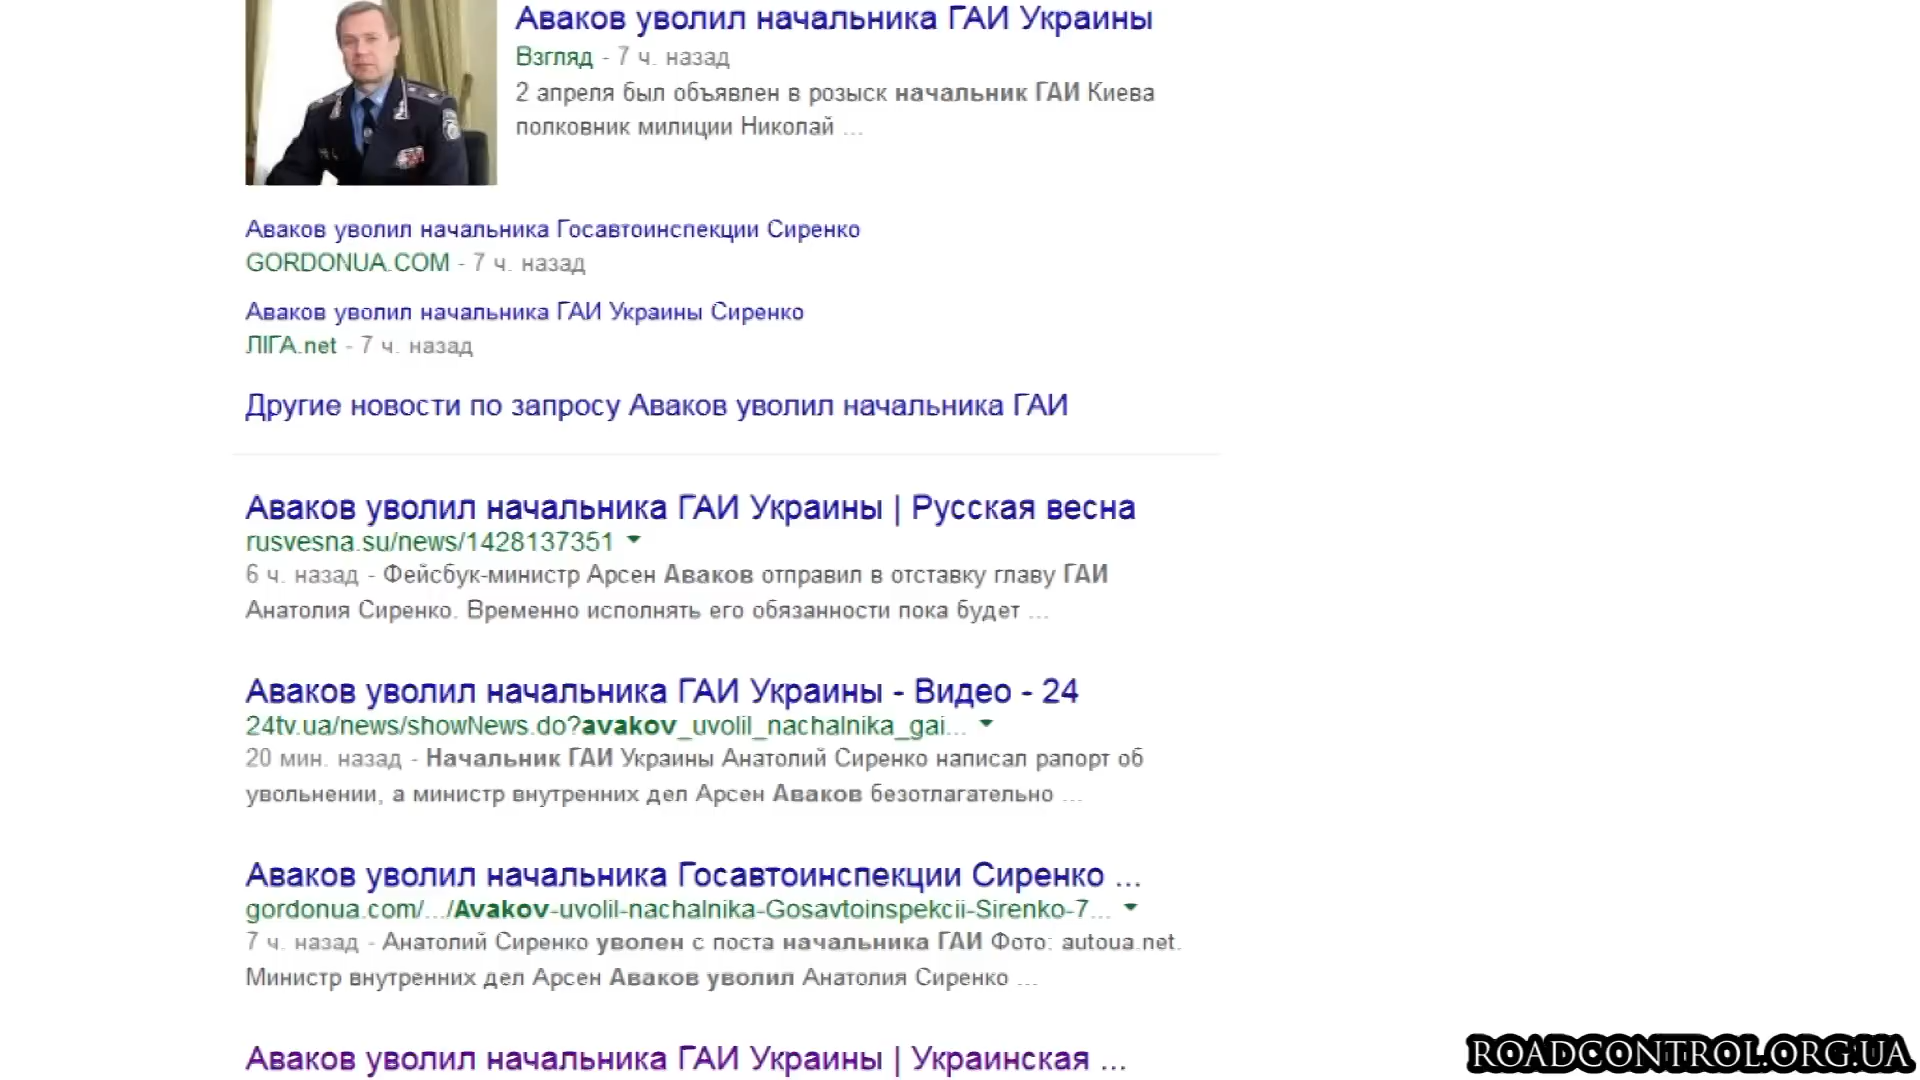 Аваков уволил начальника ГАИ Украины
Взгляд - 7 ч. назад
2 апреля был объявлен в розыск начальник ГАИ Киева
полковник милиции Николай ...
Аваков уволил начальника Госавтоинспекции Сиренко
GORDONUA.COM - 7 ч. назад
Аваков уволил начальника ГАИ Украины Сиренко
ЛІГА.net - 7 ч. назад
Другие новости по запросу Аваков уволил начальника ГАИ
Аваков уволил начальника ГАИ Украины | Русская весна
rusvesna.su/news/1428137351
6 ч. назад - Фейсбук-министр Арсен Аваков отправил в отставку главу ГАИ
Анатолия Сиренко. Временно исполнять его обязанности пока будет ...
Аваков уволил начальника ГАИ Украины - Видео - 24
24tv.ua/news/showNews.do?avakov_uvolil_nachalnika_gai...
20 мин. назад - Начальник ГАИ Украины Анатолий Сиренко написал рапорт об
увольнении, а министр внутренних дел Арсен Аваков безотлагательно ...
Аваков уволил начальника Госавтоинспекции Сиренко ...
gordonua.com/.../Avakov-uvolil-nachalnika-Gosavtoinspekcii-Sirenko-7...
7 ч. назад - Анатолий Сиренко уволен с поста начальника ГАИ Фото: autoua.net.
Министр внутренних дел Арсен Аваков уволил Анатолия Сиренко ...
Аваков уволил начальника ГАИ Украины | Украинская ...
ROADCONTROL.ORG.UA